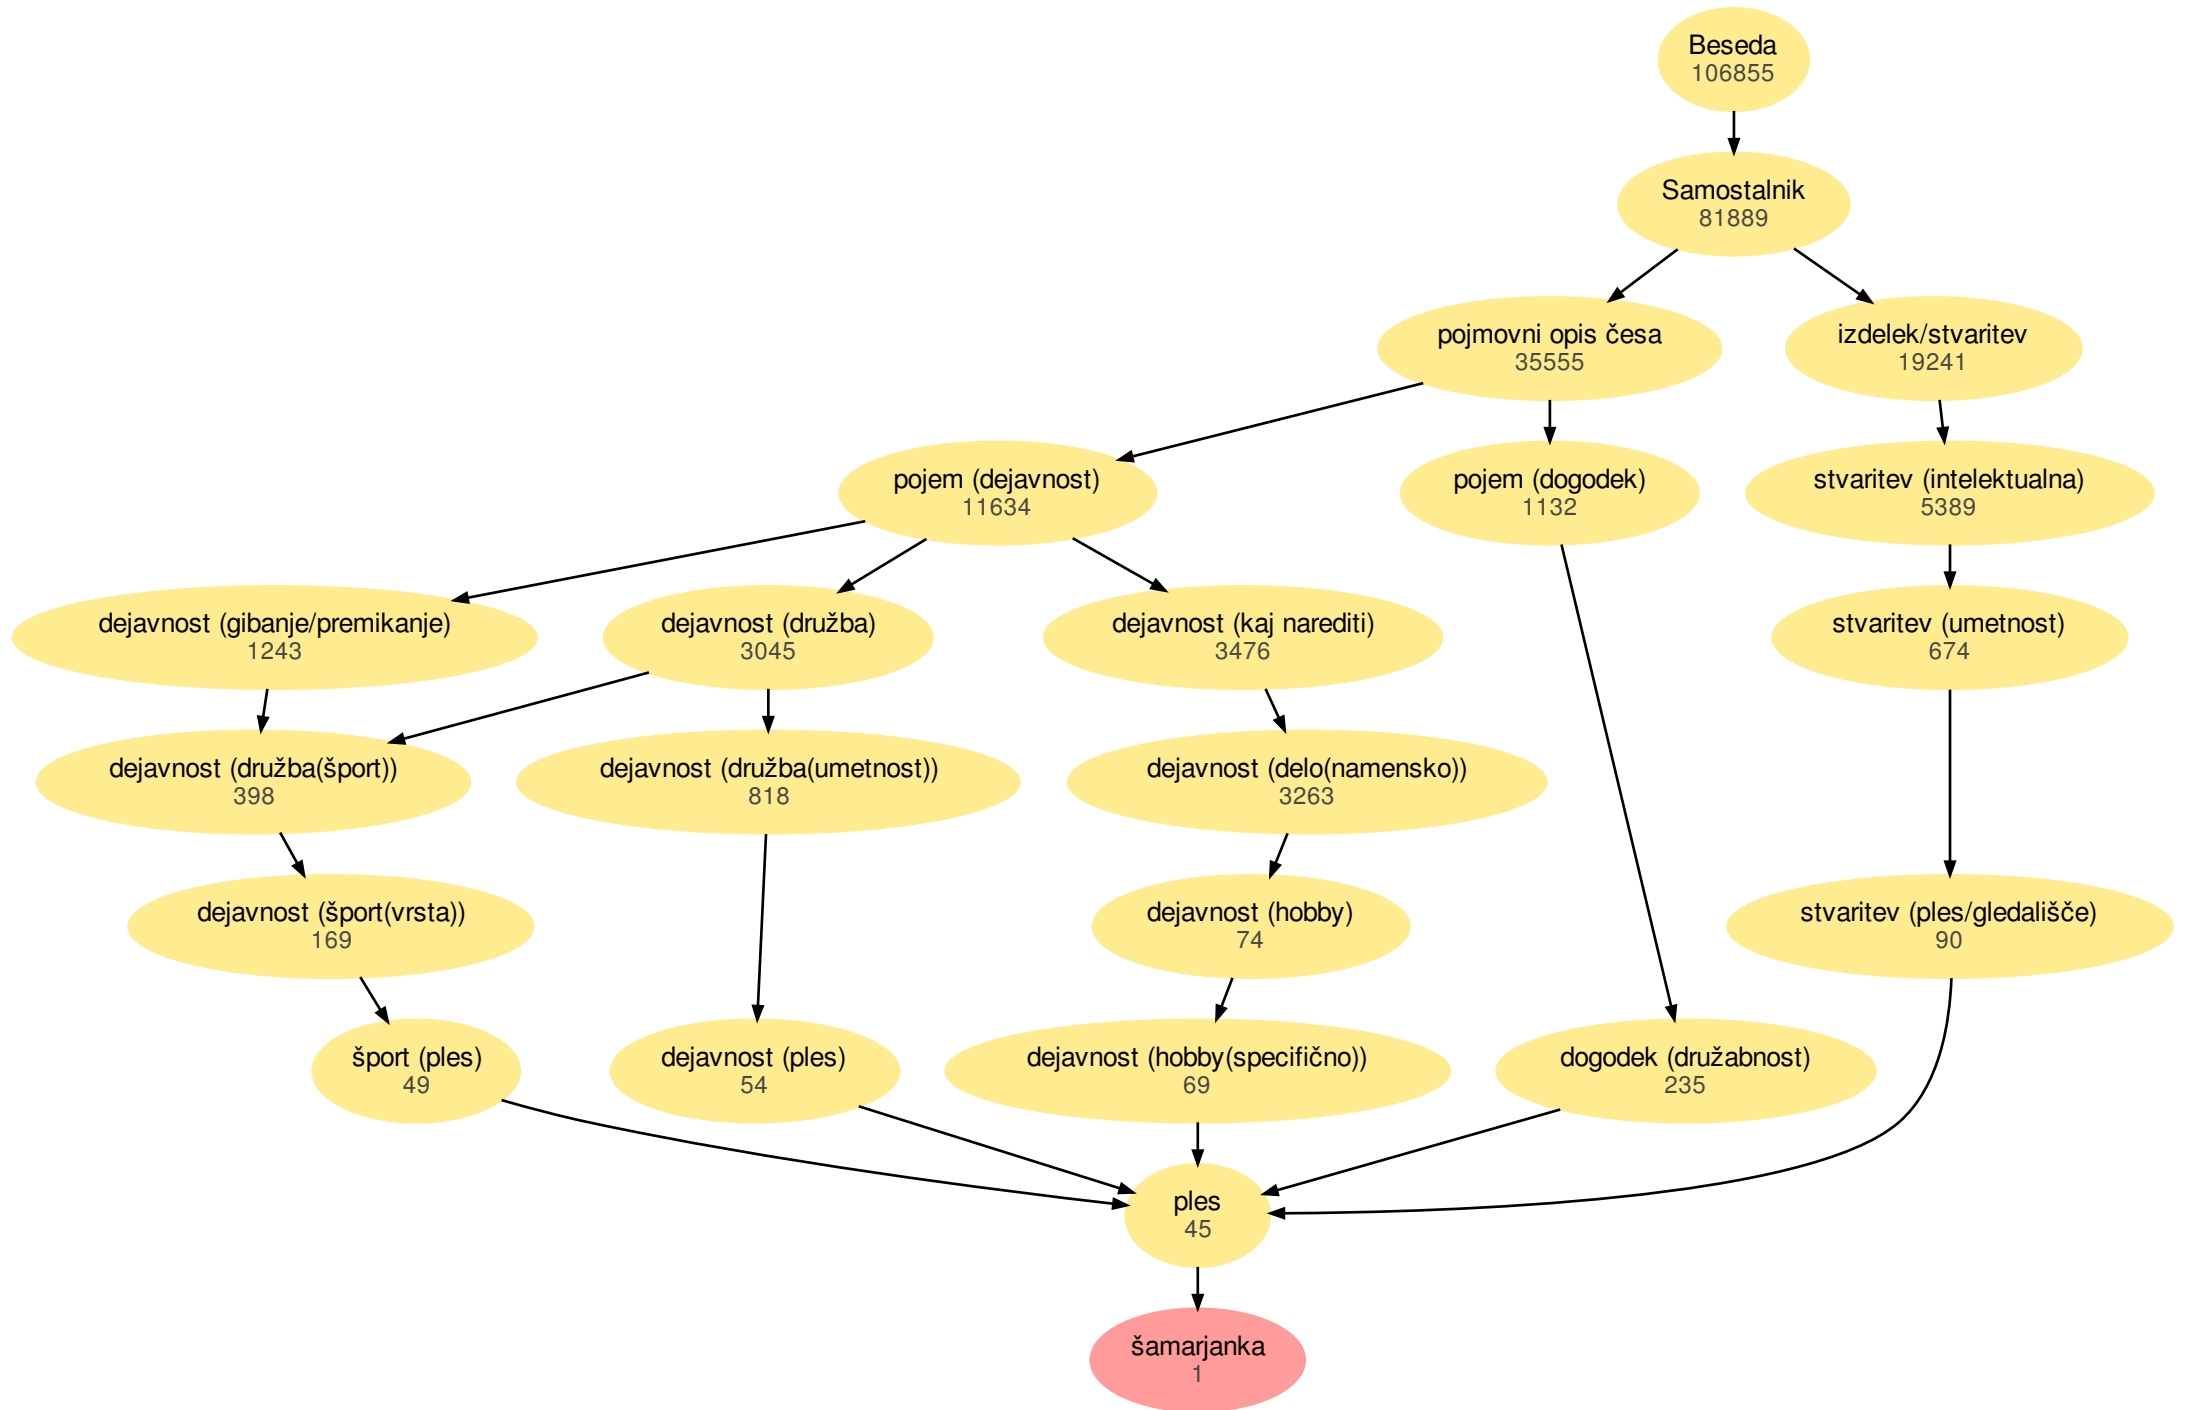 Beseda
106855
Samostalnik
81889
pojmovni opis česa
35555
izdelek/stvaritev
19241
pojem (dejavnost)
11634
pojem (dogodek)
1132
stvaritev (intelektualna)
5389
dejavnost (gibanje/premikanje)
1243
dejavnost (družba)
3045
dejavnost (kaj narediti)
3476
stvaritev (umetnost)
674
dejavnost (družba(šport))
398
dejavnost (družba(umetnost))
818
dejavnost (delo(namensko))
3263
dejavnost (šport(vrsta))
169
dejavnost (hobby)
74
stvaritev (ples/gledališče)
90
šport (ples)
49
dejavnost (ples)
54
dejavnost (hobby(specifično))
69
dogodek (družabnost)
235
ples
45
šamarjanka
1